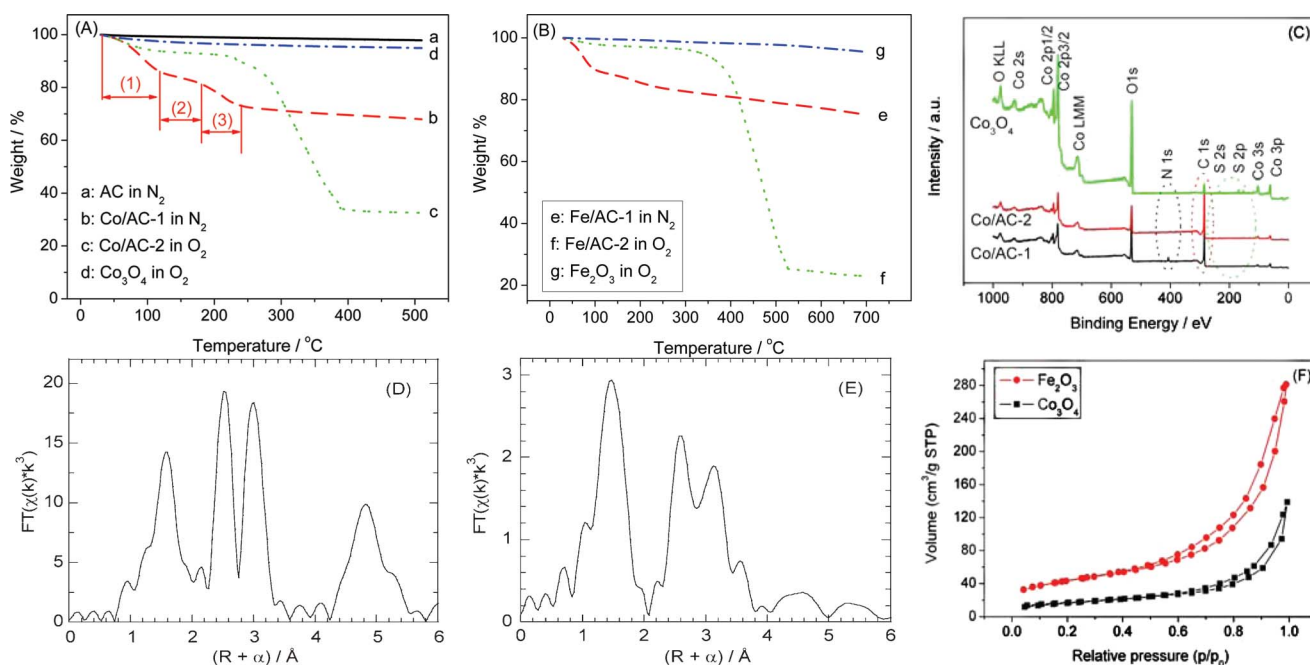 (A)
100
80
60
40
20
0
Weight / %
(1)
(2)
(3)
a
d
b
c
a: AC in N₂
b: Co/AC-1 in N₂
c: Co/AC-2 in O₂
d: Co₃O₄ in O₂
0 100 200 300 400 500
Temperature / °C
(B)
100
80
60
40
20
Weight/ %
g
e
f
e: Fe/AC-1 in N₂
f: Fe/AC-2 in O₂
g: Fe₂O₃ in O₂
0 100 200 300 400 500 600 700
Temperature / °C
(C)
Intensity / a.u.
O KLL
Co 2s
Co 2p1/2
Co 2p3/2
Co LMM
O1s
N 1s
C 1s
S 2s
S 2p
Co 3s
Co 3p
Co₃O₄
Co/AC-2
Co/AC-1
1000 800 600 400 200 0
Binding Energy / eV
(D)
20
15
10
5
0
FT(χ(k)*k³)
0 1 2 3 4 5 6
(R + α) / Å
(E)
3
2
1
0
FT(χ(k)*k³)
0 1 2 3 4 5 6
(R + α) / Å
(F)
Fe₂O₃
Co₃O₄
280
240
200
160
120
80
40
0
Volume (cm³/g STP)
0.0 0.2 0.4 0.6 0.8 1.0
Relative pressure (p/p₀)